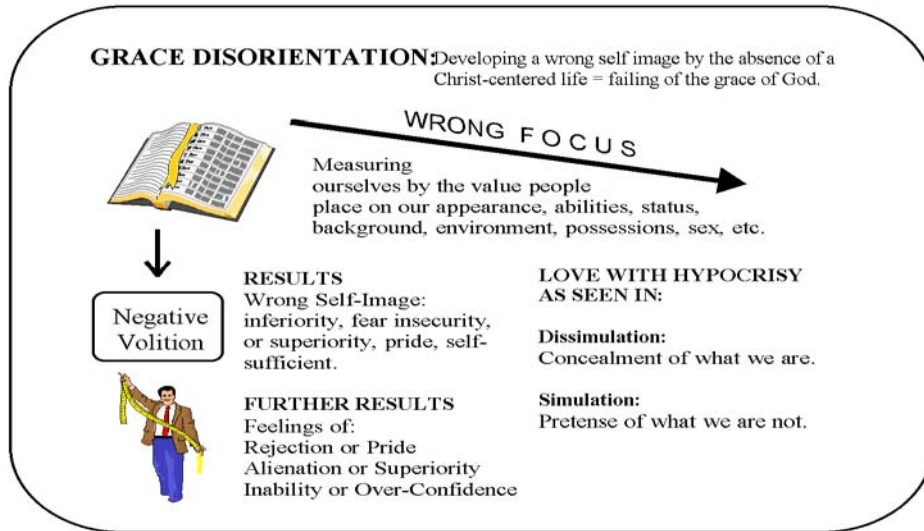 GRACE DISORIENTATION: Developing a wrong self image by the absence of a
Christ-centered life = failing of the grace of God.
WRONG FOCUS
Measuring
ourselves by the value people
place on our appearance, abilities, status,
background, environment, possessions, sex, etc.
Negative
Volition
RESULTS
Wrong Self-Image:
inferiority, fear insecurity,
or superiority, pride, self-
sufficient.
FURTHER RESULTS
Feelings of:
Rejection or Pride
Alienation or Superiority
Inability or Over-Confidence
LOVE WITH HYPOCRISY
AS SEEN IN:
Dissimulation:
Concealment of what we are.
Simulation:
Pretense of what we are not.